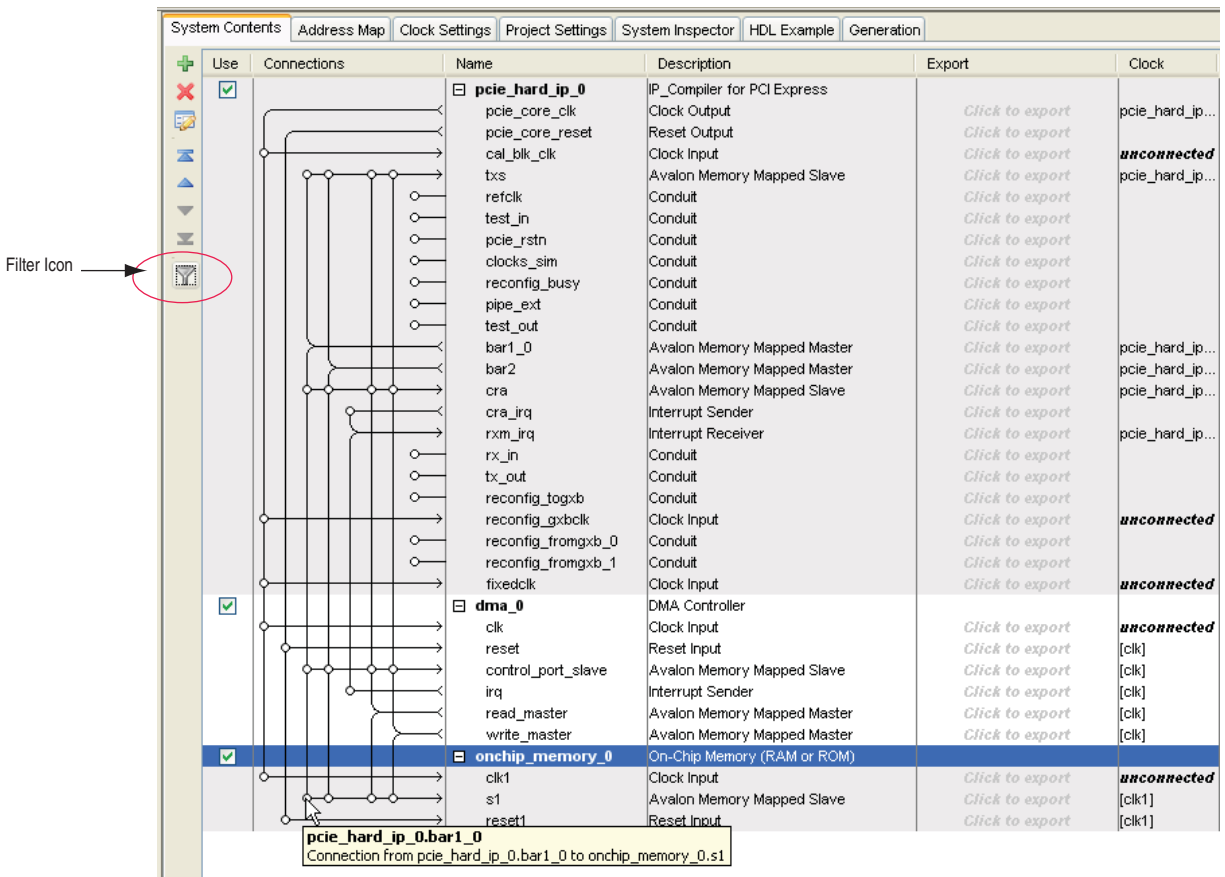 System Contents Address Map Clock Settings Project Settings System Inspector HDL Example Generation
Use Connections Name Description Export Clock
pcie_hard_ip_0 IP_Compiler for PCI Express
pcie_core_clk Clock Output Click to export pcie_hard_ip...
pcie_core_reset Reset Output Click to export
cal_blk_clk Clock Input Click to export unconnected
txs Avalon Memory Mapped Slave Click to export pcie_hard_ip...
refclk Conduit Click to export
test_in Conduit Click to export
pcie_rstn Conduit Click to export
Filter Icon
clocks_sim Conduit Click to export
reconfig_busy Conduit Click to export
pipe_ext Conduit Click to export
test_out Conduit Click to export
bar1_0 Avalon Memory Mapped Master Click to export pcie_hard_ip...
bar2 Avalon Memory Mapped Master Click to export pcie_hard_ip...
cra Avalon Memory Mapped Slave Click to export pcie_hard_ip...
cra_irq Interrupt Sender Click to export
rxm_irq Interrupt Receiver Click to export pcie_hard_ip...
rx_in Conduit Click to export
tx_out Conduit Click to export
reconfig_togxb Conduit Click to export
reconfig_gxbclk Clock Input Click to export unconnected
reconfig_fromgxb_0 Conduit Click to export
reconfig_fromgxb_1 Conduit Click to export
fixedclk Clock Input Click to export unconnected
dma_0 DMA Controller
clk Clock Input Click to export unconnected
reset Reset Input Click to export [clk]
control_port_slave Avalon Memory Mapped Slave Click to export [clk]
irq Interrupt Sender Click to export [clk]
read_master Avalon Memory Mapped Master Click to export [clk]
write_master Avalon Memory Mapped Master Click to export [clk]
onchip_memory_0 On-Chip Memory (RAM or ROM)
clk1 Clock Input Click to export unconnected
s1 Avalon Memory Mapped Slave Click to export [clk1]
reset1 Reset Input Click to export [clk1]
pcie_hard_ip_0.bar1_0
Connection from pcie_hard_ip_0.bar1_0 to onchip_memory_0.s1